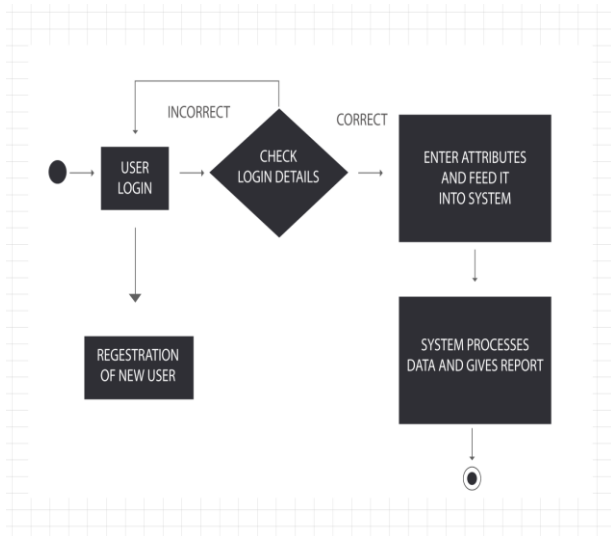 INCORRECT
CORRECT
USER
LOGIN
CHECK
LOGIN DETAILS
ENTER ATTRIBUTES
AND FEED IT
INTO SYSTEM
REGESTRATION
OF NEW USER
SYSTEM PROCESSES
DATA AND GIVES REPORT